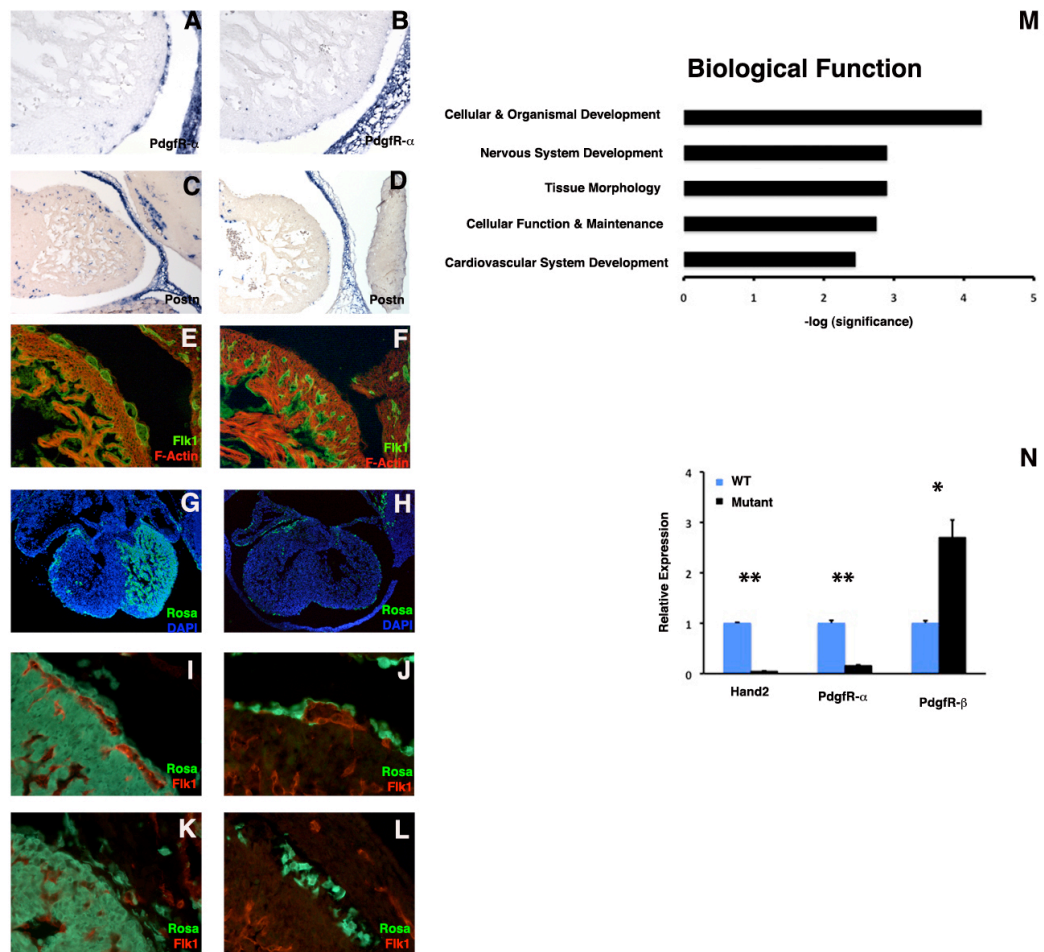 A
PdgfR-α
B
PdgfR-α
C
Postn
D
Postn
E
Flk1
F-Actin
F
Flk1
F-Actin
G
Rosa
DAPI
H
Rosa
DAPI
I
Rosa
Flk1
J
Rosa
Flk1
K
Rosa
Flk1
L
Rosa
Flk1
M
Biological Function
Cellular & Organismal Development
Nervous System Development
Tissue Morphology
Cellular Function & Maintenance
Cardiovascular System Development
0 1 2 3 4 5
-log (significance)
N
WT
Mutant
Relative Expression
4
3
2
1
0
**
**
*
Hand2
PdgfR-α
PdgfR-β